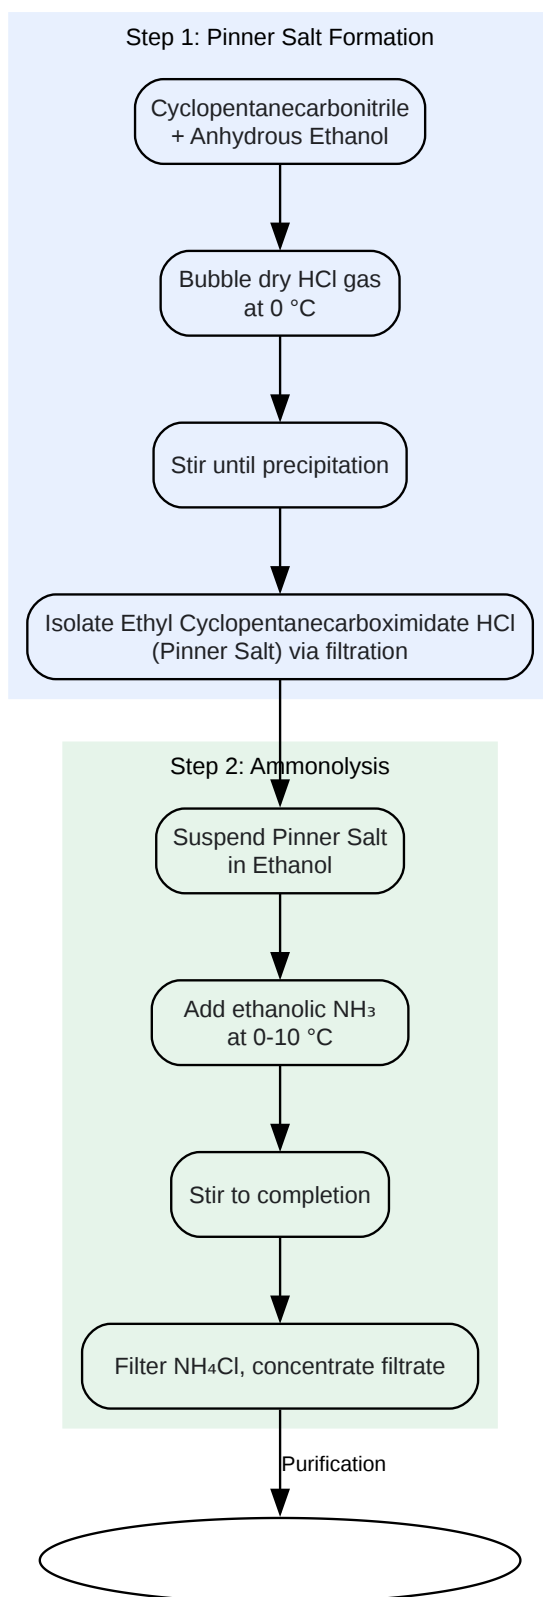 Step 1: Pinner Salt Formation
Cyclopentanecarbonitrile
+ Anhydrous Ethanol
Bubble dry HCl gas
at 0 °C
Stir until precipitation
Isolate Ethyl Cyclopentanecarboximidate HCl
(Pinner Salt) via filtration
Step 2: Ammonolysis
Suspend Pinner Salt
in Ethanol
Add ethanolic NH₃
at 0-10 °C
Stir to completion
Filter NH₄Cl, concentrate filtrate
Purification